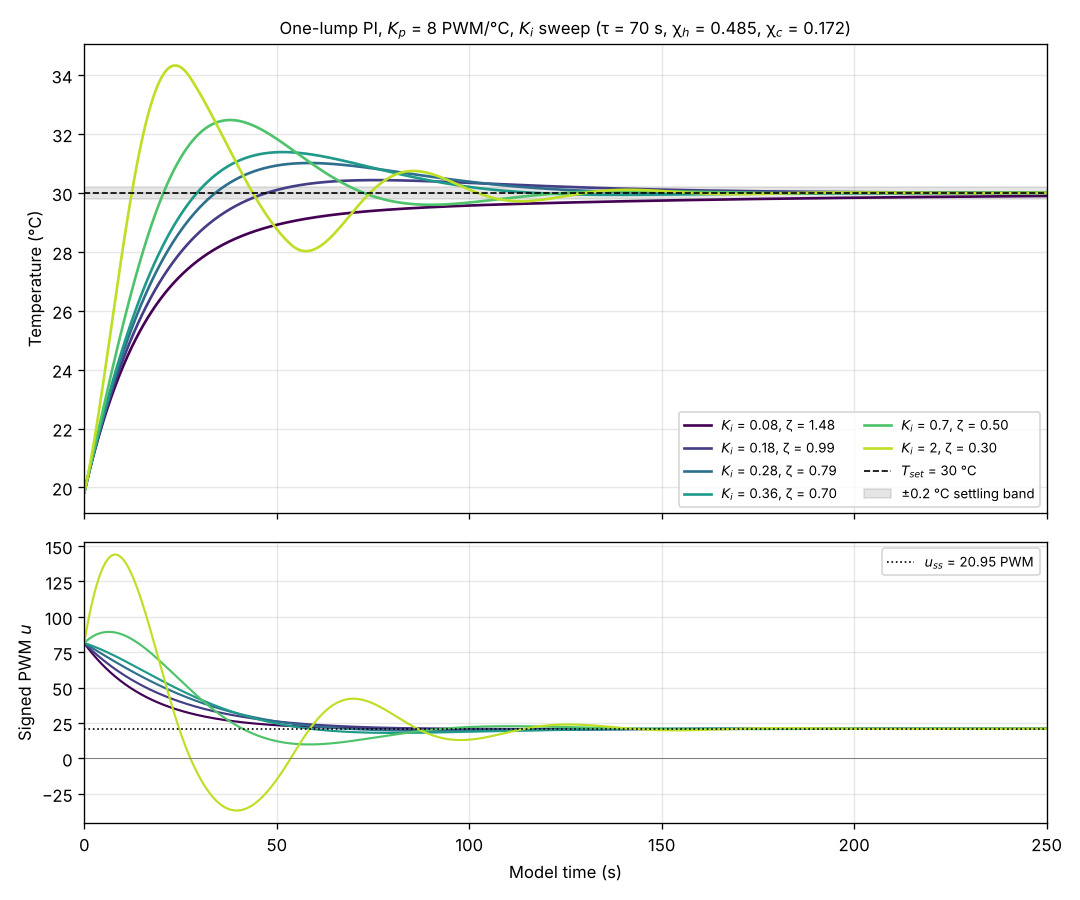 One-lump PI, Kₚ = 8 PWM/°C, Kᵢ sweep (τ = 70 s, χₕ = 0.485, χ_c = 0.172)
Temperature (°C)
34
32
30
28
26
24
22
20
Kᵢ = 0.08, ζ = 1.48
Kᵢ = 0.18, ζ = 0.99
Kᵢ = 0.28, ζ = 0.79
Kᵢ = 0.36, ζ = 0.70
Kᵢ = 0.7, ζ = 0.50
Kᵢ = 2, ζ = 0.30
T_set = 30 °C
±0.2 °C settling band
Signed PWM u
150
125
100
75
50
25
0
−25
u_ss = 20.95 PWM
0 50 100 150 200 250
Model time (s)